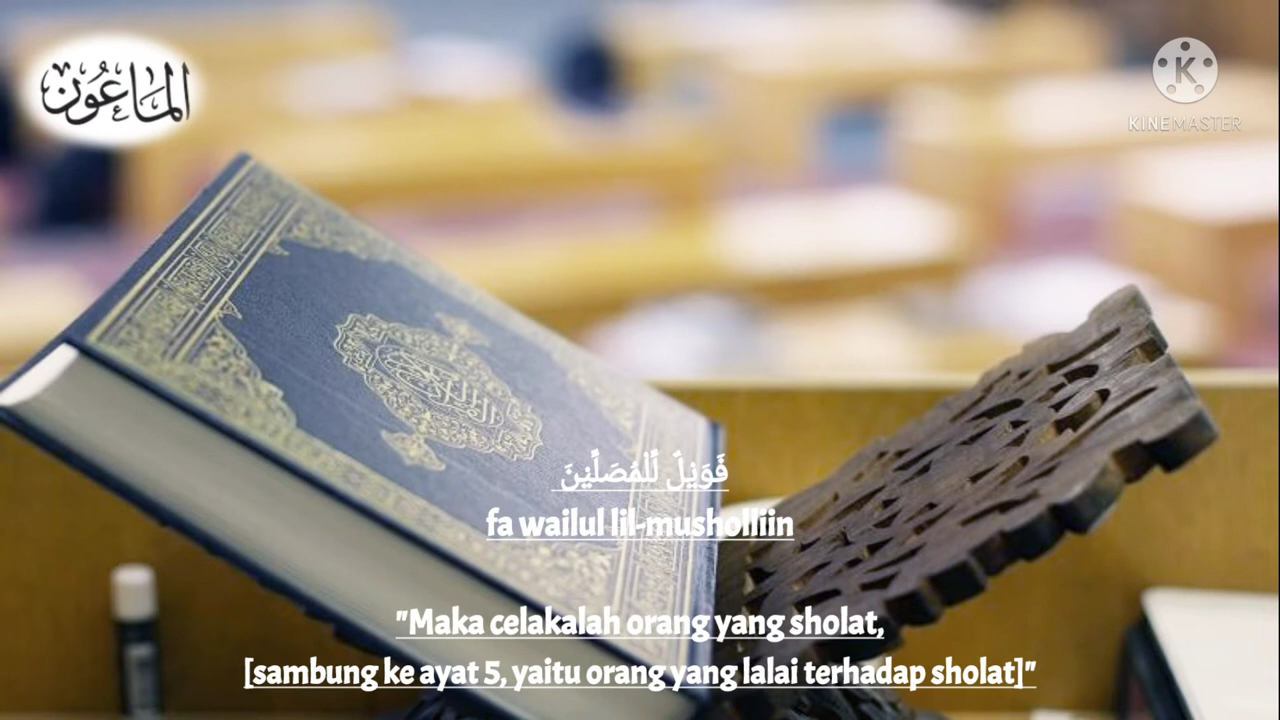 الماعون
KINEMASTER
فَوَيْلٌ لِّلْمُصَلِّيْنَ
fa wailul lil-musholliin
"Maka celakalah orang yang sholat,
[sambung ke ayat 5, yaitu orang yang lalai terhadap sholat]"